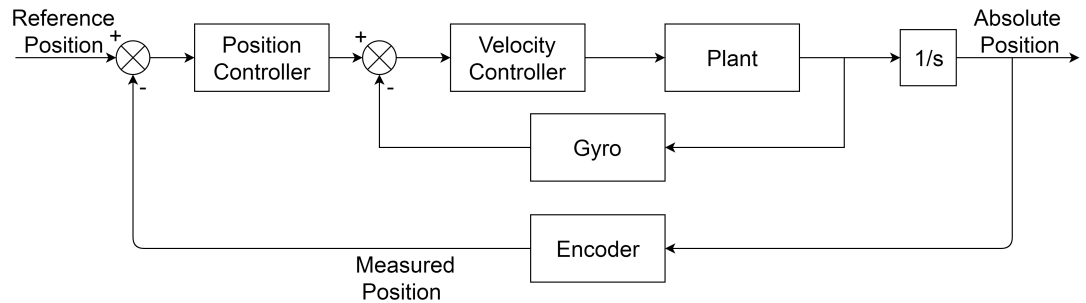 Reference
Position
+
-
Position
Controller
+
-
Velocity
Controller
Plant
1/s
Absolute
Position
Gyro
Encoder
Measured
Position